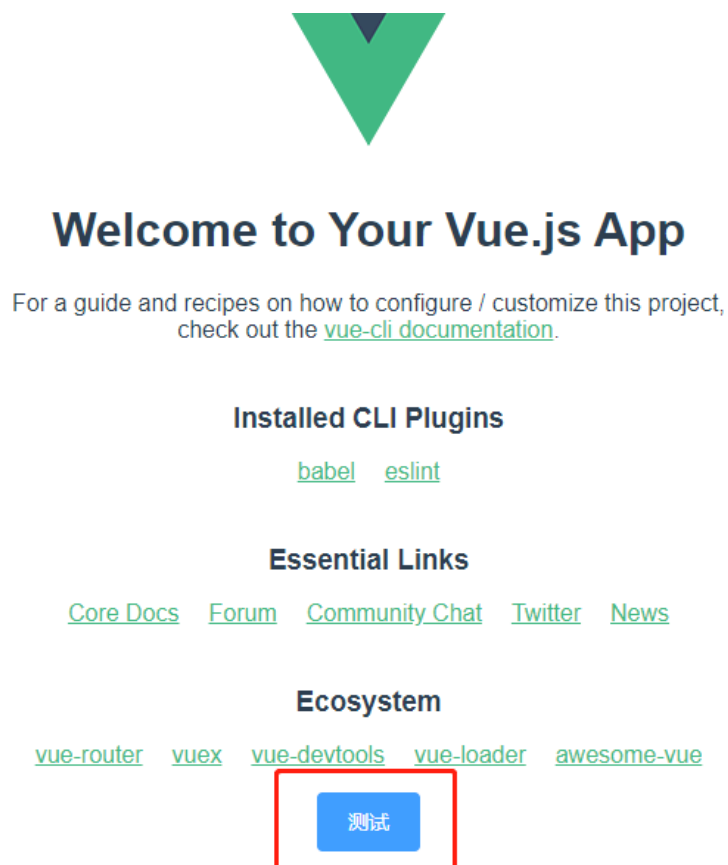 Welcome to Your Vue.js App
For a guide and recipes on how to configure / customize this project,
check out the vue-cli documentation.
Installed CLI Plugins
babel eslint
Essential Links
Core Docs Forum Community Chat Twitter News
Ecosystem
vue-router vuex vue-devtools vue-loader awesome-vue
测试